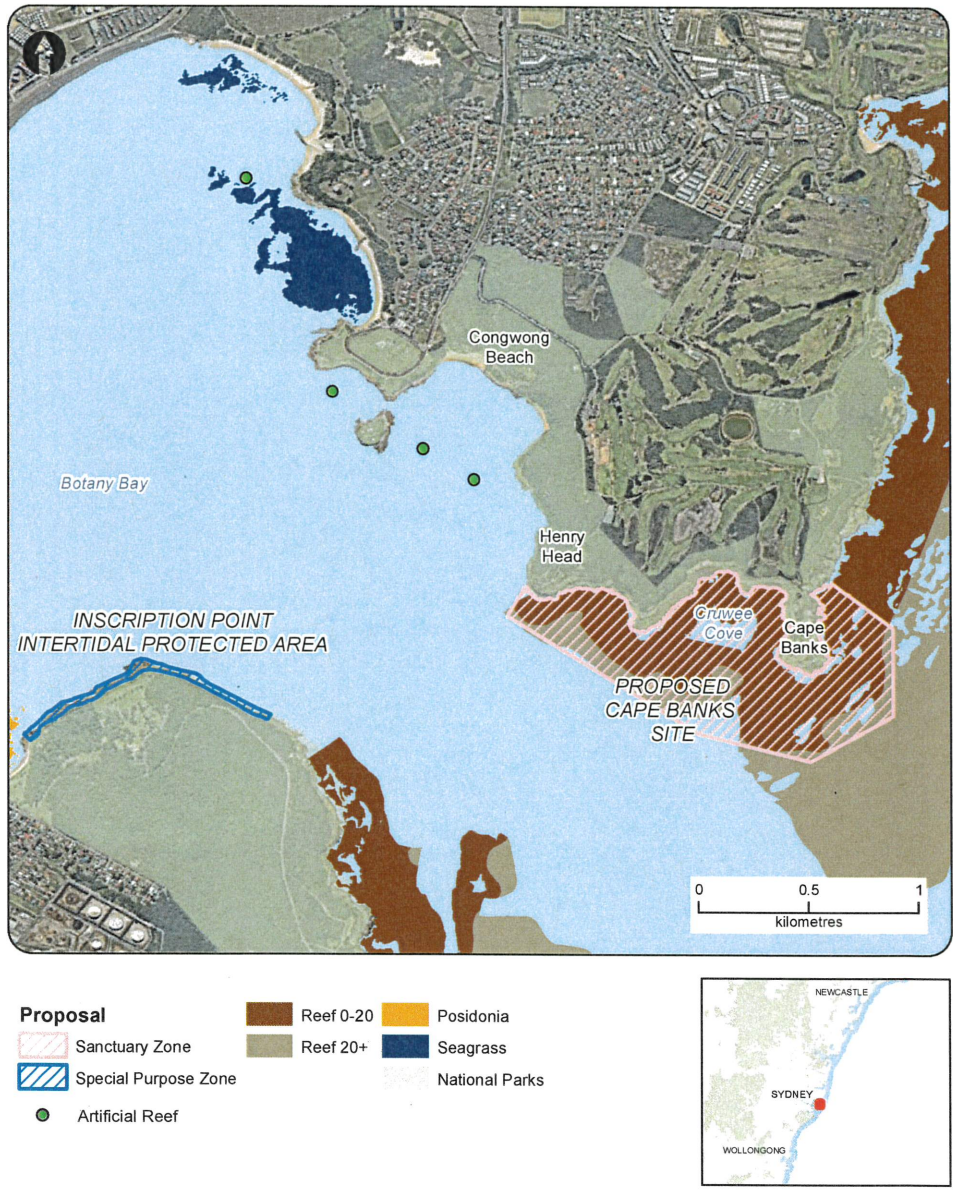 Congwong
Beach
Botany Bay
Henry
Head
INSCRIPTION POINT
INTERTIDAL PROTECTED AREA
Cruwee
Cove
Cape
Banks
PROPOSED
CAPE BANKS
SITE
0 0.5 1
kilometres
Proposal
Sanctuary Zone
Special Purpose Zone
Artificial Reef
Reef 0-20
Reef 20+
Posidonia
Seagrass
National Parks
NEWCASTLE
SYDNEY
WOLLONGONG